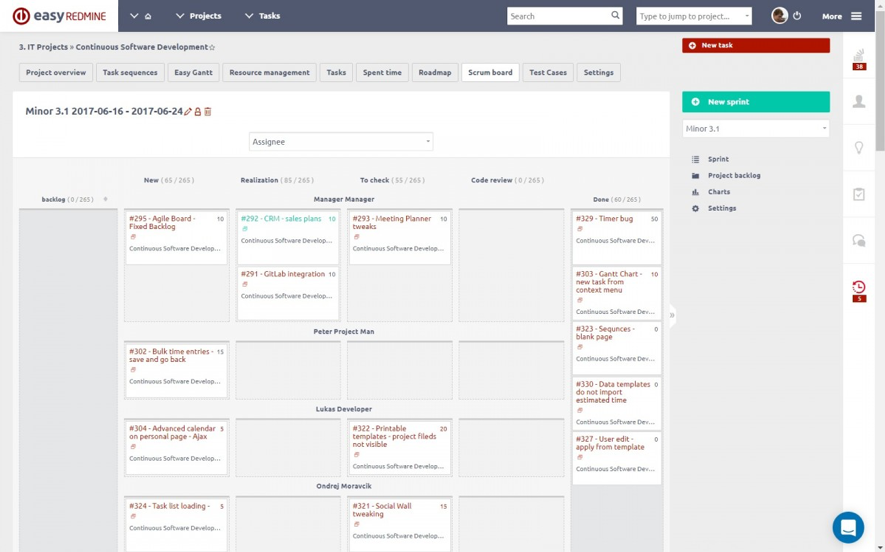 easy REDMINE
Projects
Tasks
Search
Type to jump to project...
More
3. IT Projects » Continuous Software Development
New task
38
Project overview
Task sequences
Easy Gantt
Resource management
Tasks
Spent time
Roadmap
Scrum board
Test Cases
Settings
Minor 3.1 2017-06-16 - 2017-06-24
New sprint
Minor 3.1
Assignee
Sprint
Project backlog
Charts
Settings
5
New (65 / 265)
Realization (85 / 265)
To check (55 / 265)
Code review (0 / 265)
backlog (0 / 265)
Manager Manager
Done (60 / 265)
#295 - Agile Board - 10
Fixed Backlog
Continuous Software Develop...
#292 - CRM - sales plans 10
Continuous Software Develop...
#293 - Meeting Planner 10
tweaks
Continuous Software Develop...
#329 - Timer bug 50
Continuous Software Dev...
#291 - GitLab integration 10
Continuous Software Develop...
#303 - Gantt Chart - 10
new task from
context menu
Continuous Software Dev...
#323 - Sequnces - 0
blank page
Continuous Software Dev...
Peter Project Man
#302 - Bulk time entries - 15
save and go back
Continuous Software Develop...
#330 - Data templates 0
do not import
estimated time
Continuous Software Dev...
Lukas Developer
#304 - Advanced calendar 5
on personal page - Ajax
Continuous Software Develop...
#322 - Printable 20
templates - project fileds
not visible
Continuous Software Develop...
#327 - User edit - 0
apply from template
Continuous Software Dev...
Ondrej Moravcik
#324 - Task list loading - 5
Continuous Software Develop...
#321 - Social Wall 15
tweaking
Continuous Software Develop...